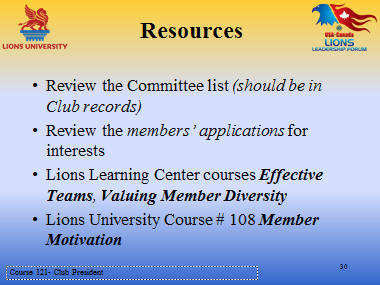 LIONS UNIVERSITY
Resources
USA-Canada
LIONS
LEADERSHIP FORUM
• Review the Committee list (should be in
Club records)
• Review the members’ applications for
interests
• Lions Learning Center courses Effective
Teams, Valuing Member Diversity
• Lions University Course # 108 Member
Motivation
Course 121- Club President
30